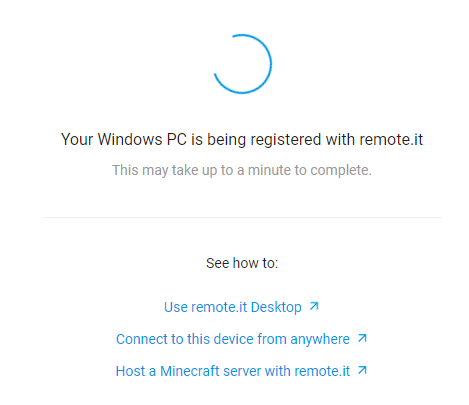 Your Windows PC is being registered with remote.it
This may take up to a minute to complete.
See how to:
Use remote.it Desktop
Connect to this device from anywhere
Host a Minecraft server with remote.it